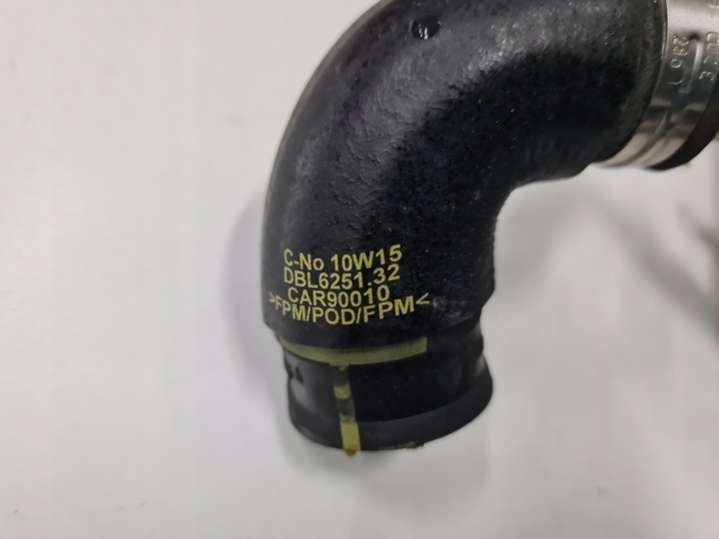 C-No 10W15
DBL6251.32
CAR90010
>FPM/POD/FPM<